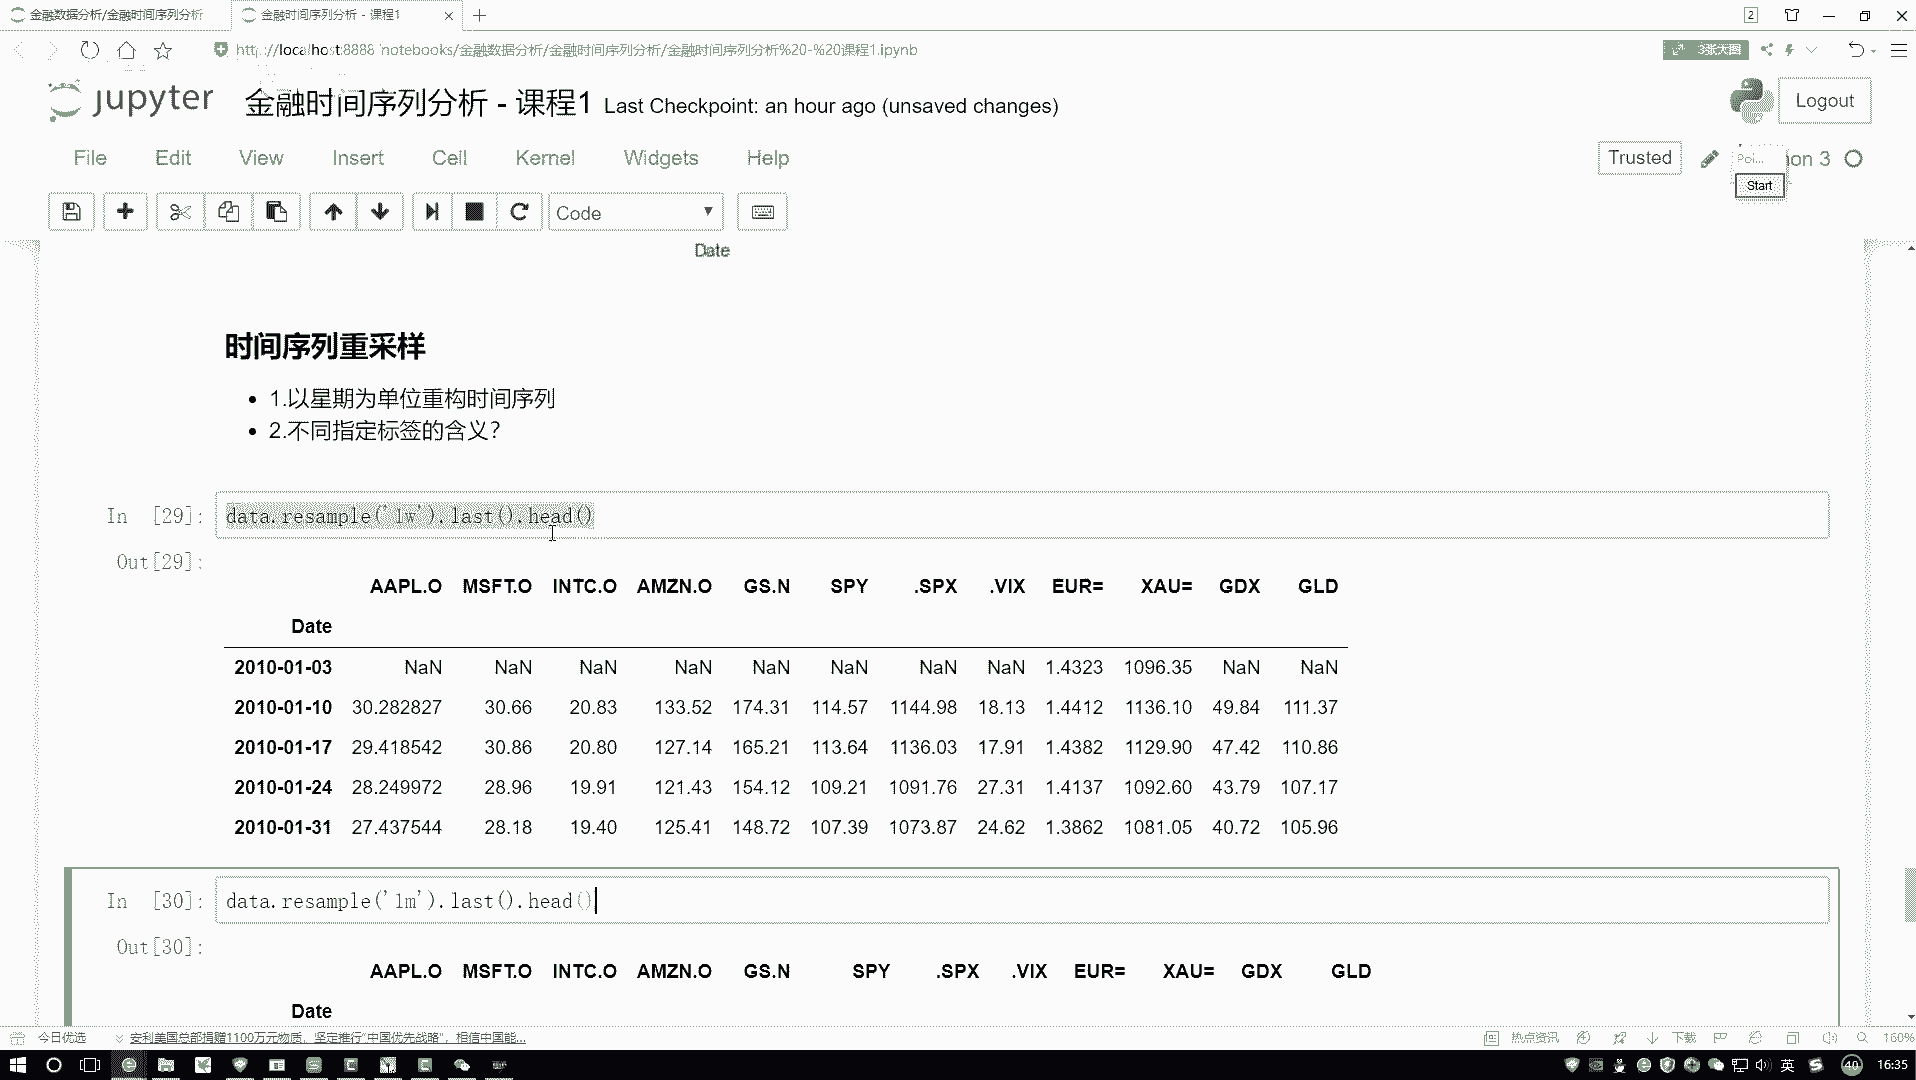 金融数据分析/金融时间序列分析
金融时间序列分析 - 课程1
2
http://localhost:8888/notebooks/金融数据分析/金融时间序列分析/金融时间序列分析%20-%20课程1.ipynb
3张大图
jupyter 金融时间序列分析 - 课程1 Last Checkpoint: an hour ago (unsaved changes)
Logout
File Edit View Insert Cell Kernel Widgets Help
Trusted
Poi... on 3
Start
Code
Date
时间序列重采样
• 1.以星期为单位重构时间序列
• 2.不同指定标签的含义?
In [29]: data.resample('1w').last().head()
Out[29]:
AAPL.O MSFT.O INTC.O AMZN.O GS.N SPY .SPX .VIX EUR= XAU= GDX GLD
Date
2010-01-03 NaN NaN NaN NaN NaN NaN NaN NaN 1.4323 1096.35 NaN NaN
2010-01-10 30.282827 30.66 20.83 133.52 174.31 114.57 1144.98 18.13 1.4412 1136.10 49.84 111.37
2010-01-17 29.418542 30.86 20.80 127.14 165.21 113.64 1136.03 17.91 1.4382 1129.90 47.42 110.86
2010-01-24 28.249972 28.96 19.91 121.43 154.12 109.21 1091.76 27.31 1.4137 1092.60 43.79 107.17
2010-01-31 27.437544 28.18 19.40 125.41 148.72 107.39 1073.87 24.62 1.3862 1081.05 40.72 105.96
In [30]: data.resample('1m').last().head()
Out[30]:
AAPL.O MSFT.O INTC.O AMZN.O GS.N SPY .SPX .VIX EUR= XAU= GDX GLD
Date
今日优选 安利美国总部捐赠1100万元物质、坚定推行“中国优先战略”，相信中国能...
热点资讯 下载 160%
英 40 16:35